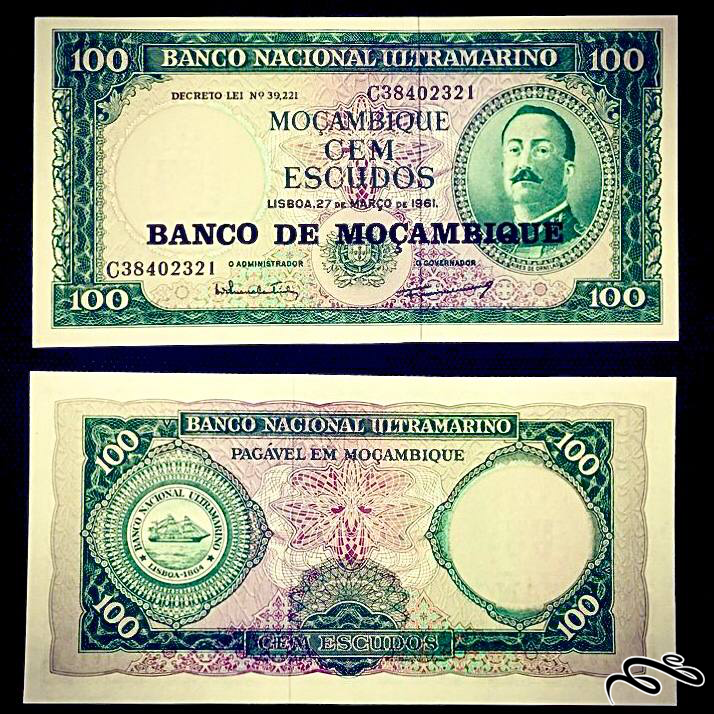 100 BANCO NACIONAL ULTRAMARINO 100
DECRETO LEI Nº 39,221 C38402321
MOÇAMBIQUE
CEM
ESCUDOS
LISBOA, 27 DE MARÇO DE 1961.
BANCO DE MOÇAMBIQUE
C38402321 O ADMINISTRADOR O GOVERNADOR
100 100
BANCO NACIONAL ULTRAMARINO
100 PAGÁVEL EM MOÇAMBIQUE 100
BANCO NACIONAL ULTRAMARINO
LISBOA-1864
100 100
CEM ESCUDOS